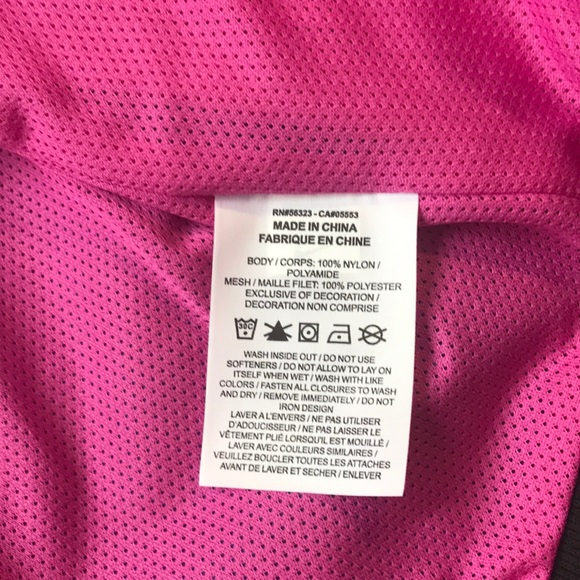 RN#56323 - CA#05553
MADE IN CHINA
FABRIQUE EN CHINE
BODY / CORPS: 100% NYLON /
POLYAMIDE
MESH / MAILLE FILET: 100% POLYESTER
EXCLUSIVE OF DECORATION /
DECORATION NON COMPRISE
30C
WASH INSIDE OUT / DO NOT USE
SOFTENERS / DO NOT ALLOW TO LAY ON
ITSELF WHEN WET / WASH WITH LIKE
COLORS / FASTEN ALL CLOSURES TO WASH
AND DRY / REMOVE IMMEDIATELY / DO NOT
IRON DESIGN
LAVER A L'ENVERS / NE PAS UTILISER
D'ADOUCISSEUR / NE PAS LAISSER LE
VÊTEMENT PLIÉ LORSQU'IL EST MOUILLÉ /
LAVER AVEC COULEURS SIMILAIRES /
VEUILLEZ BOUCLER TOUTES LES ATTACHES
AVANT DE LAVER ET SECHER / ENLEVER